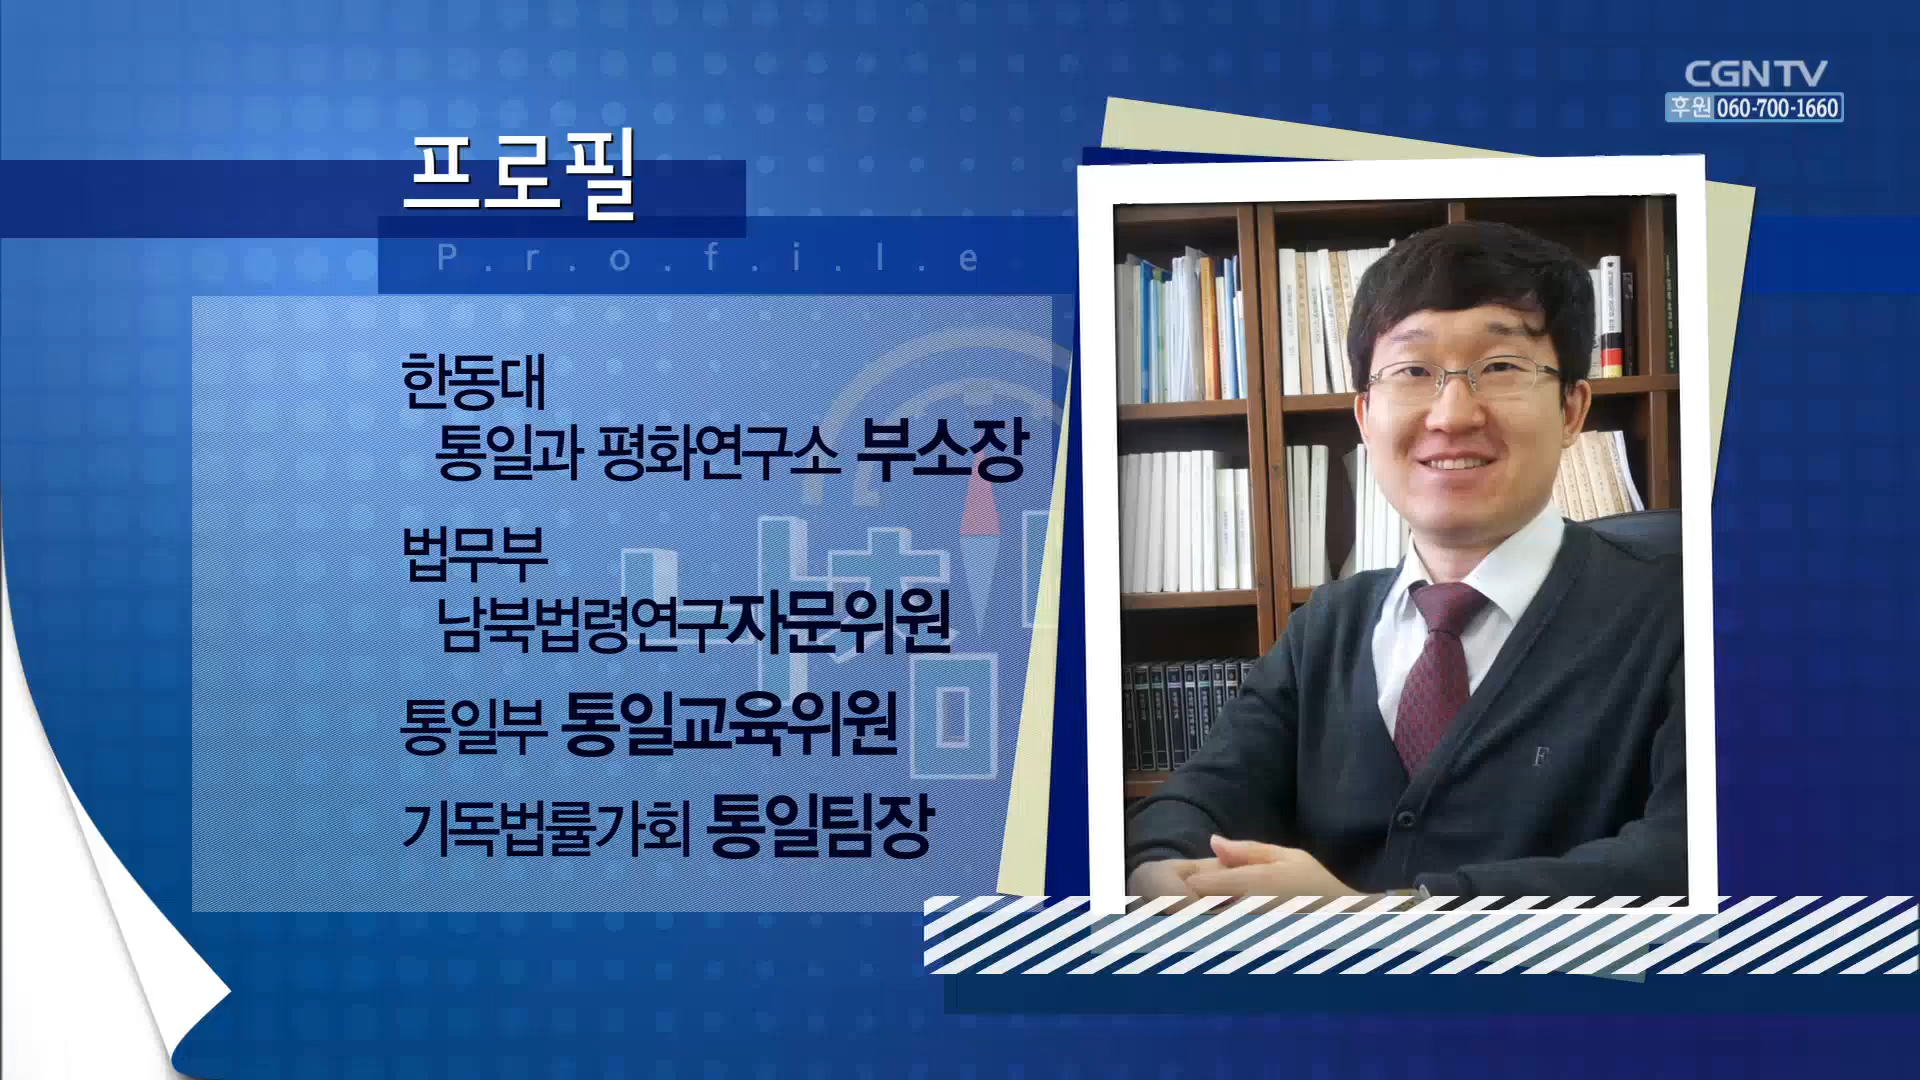 CGNTV
후원 060-700-1660
프로필
P.r.o.f.i.l.e
한동대
통일과 평화연구소 부소장
법무부
남북법령연구자문위원
통일부 통일교육위원
기독법률가회 통일팀장
나침
F